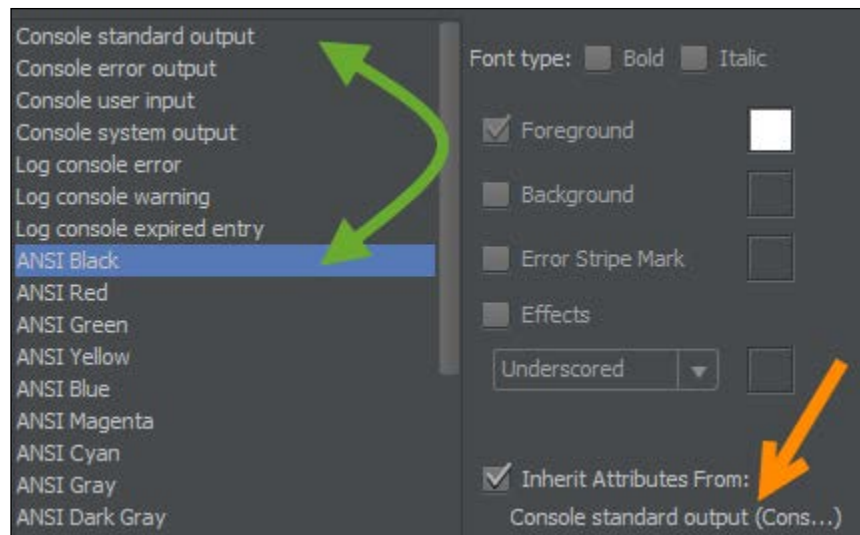 Console standard output
Console error output
Console user input
Console system output
Log console error
Log console warning
Log console expired entry
ANSI Black
ANSI Red
ANSI Green
ANSI Yellow
ANSI Blue
ANSI Magenta
ANSI Cyan
ANSI Gray
ANSI Dark Gray
Font type: Bold Italic
Foreground
Background
Error Stripe Mark
Effects
Underscored
Inherit Attributes From:
Console standard output (Cons...)